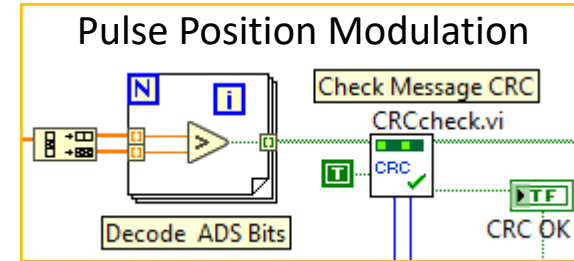 Pulse Position Modulation
N
i
Check Message CRC
CRCcheck.vi
>
T
CRC
TF
CRC OK
Decode  ADS Bits